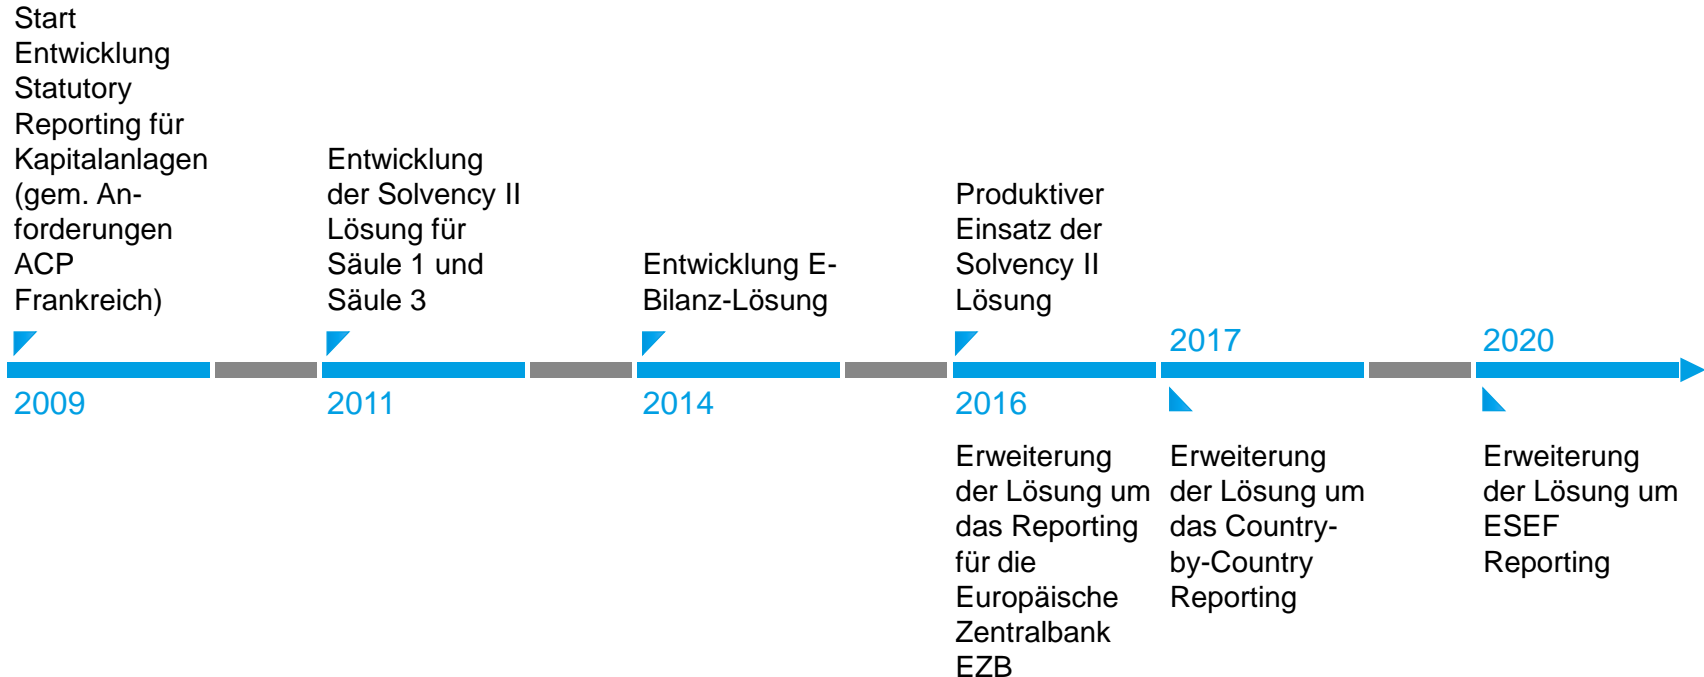 Start
Entwicklung
Statutory
Reporting für
Kapitalanlagen
(gem. An-
forderungen
ACP
Frankreich)
2009
Entwicklung
der Solvency II
Lösung für
Säule 1 und
Säule 3
2011
Entwicklung E-
Bilanz-Lösung
2014
Produktiver
Einsatz der
Solvency II
Lösung
2016
Erweiterung
der Lösung um
das Reporting
für die
Europäische
Zentralbank
EZB
2017
Erweiterung
der Lösung um
das Country-
by-Country
Reporting
2020
Erweiterung
der Lösung um
ESEF
Reporting